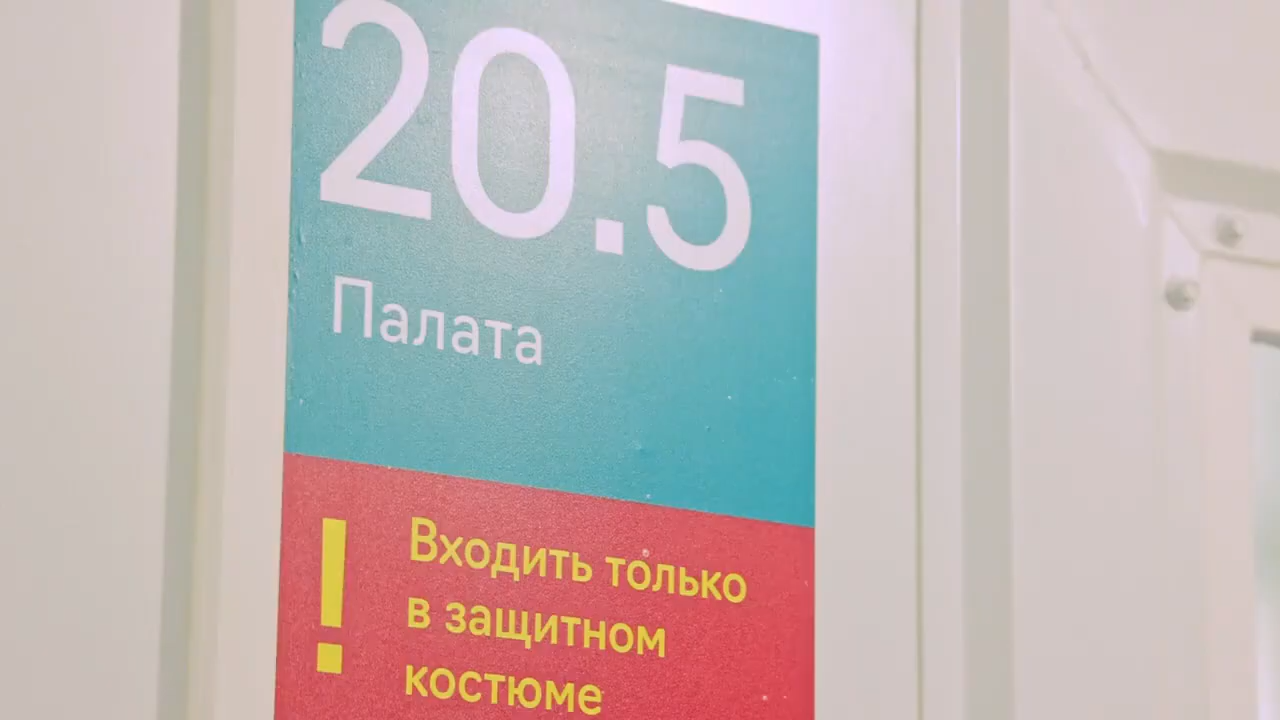 20.5
Палата
! Входить только
в защитном
костюме